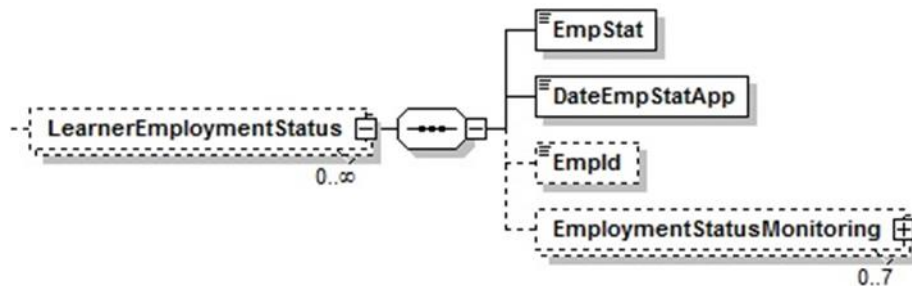 EmpStat
DateEmpStatApp
LearnerEmploymentStatus
0..∞
EmpId
EmploymentStatusMonitoring
0..7